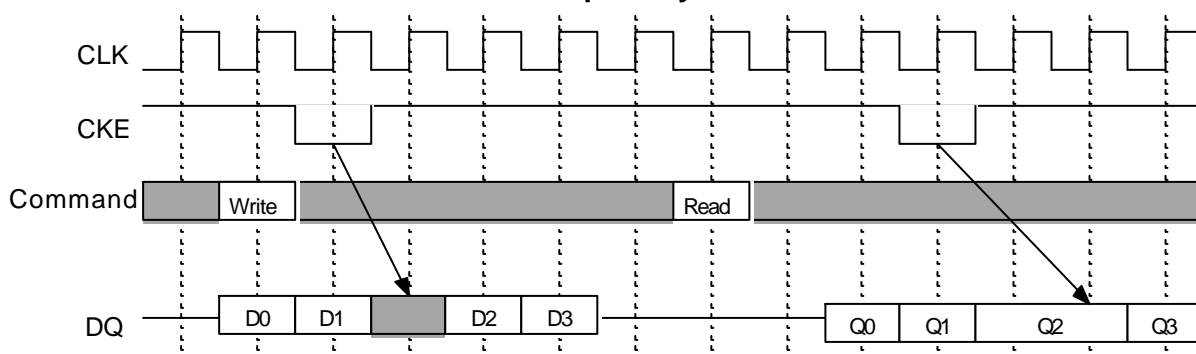 CLK
CKE
Command Write Read
DQ D0 D1 D2 D3 Q0 Q1 Q2 Q3